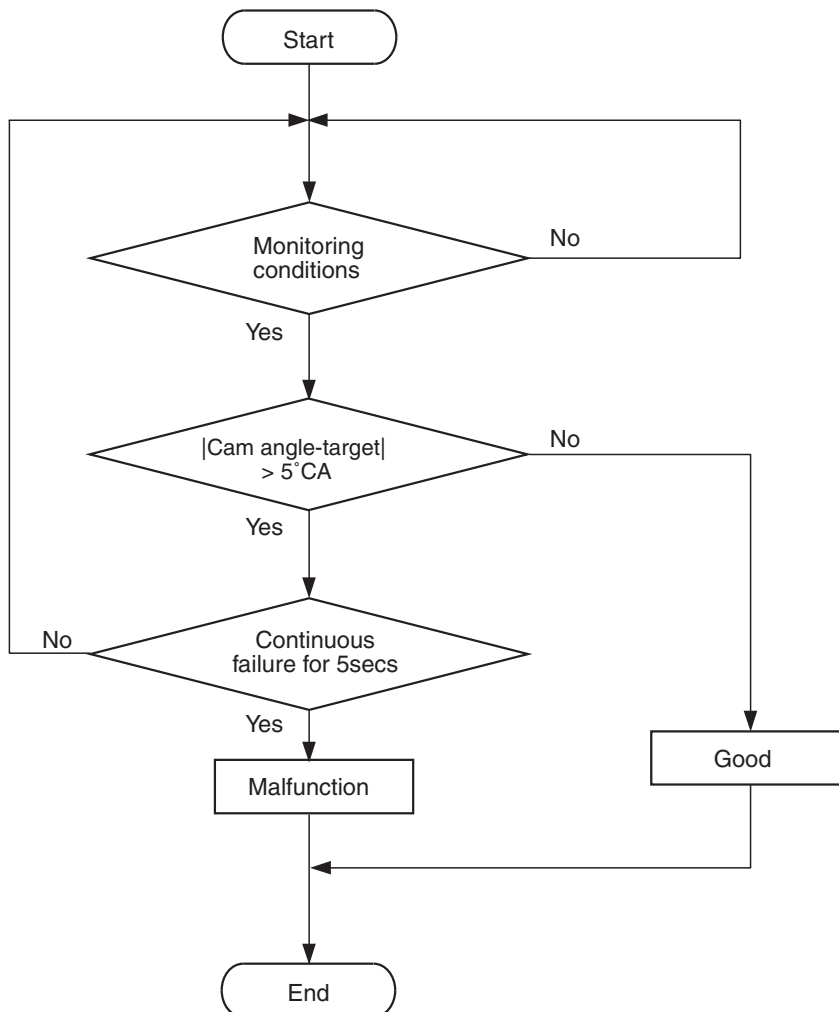 Start
Monitoring
conditions
No
Yes
|Cam angle-target|
> 5˚CA
No
Yes
Continuous
failure for 5secs
No
Yes
Malfunction
Good
End